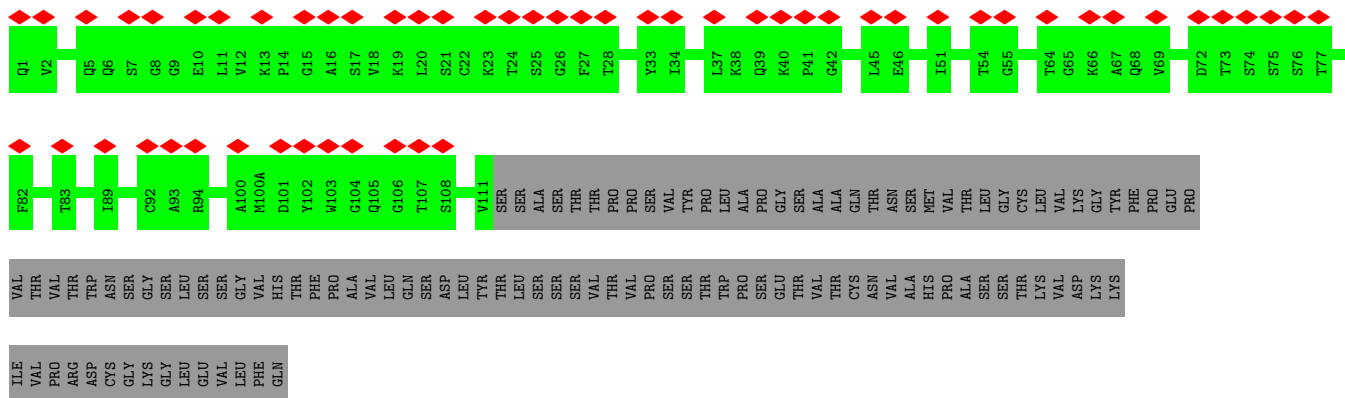 Q1 V2 Q5 Q6 S7 G8 G9 E10 L11 V12 K13 P14 G15 A16 S17 V18 K19 L20 S21 C22 K23 T24 S25 G26 F27 T28 Y33 I34 L37 K38 Q39 K40 P41 G42 L45 E46 I51 T54 G55 T64 G65 K66 A67 Q68 V69 D72 T73 S74 S75 S76 T77
F82 T83 I89 C92 A93 R94 A100 M100A D101 Y102 W103 G104 Q105 G106 T107 S108 V111 SER SER ALA SER THR THR PRO PRO SER VAL TYR PRO LEU ALA PRO GLY SER ALA ALA GLN THR ASN SER MET VAL THR LEU GLY CYS LEU VAL LYS GLY TYR PHE PRO GLU PRO
VAL THR VAL THR TRP ASN SER GLY SER LEU SER SER GLY VAL HIS THR PHE PRO ALA VAL LEU GLN SER ASP LEU TYR THR LEU SER SER SER VAL THR VAL PRO SER SER THR TRP PRO SER GLU THR VAL THR CYS ASN VAL ALA HIS PRO ALA SER SER THR LYS VAL ASP LYS LYS
ILE VAL PRO ARG ASP CYS GLY LYS GLY LEU GLU VAL LEU PHE GLN